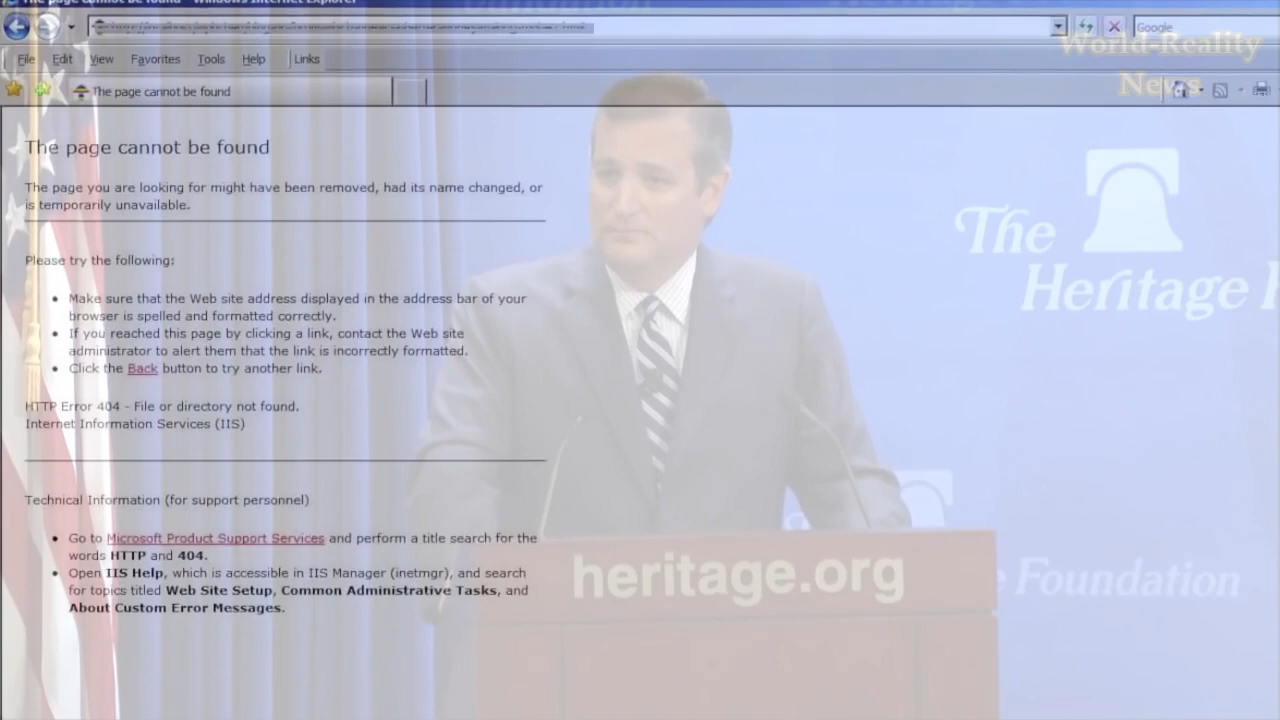 The page cannot be found - Windows Internet Explorer
Google
World-Reality
News
File Edit View Favorites Tools Help Links
The page cannot be found
The page cannot be found
The page you are looking for might have been removed, had its name changed, or
is temporarily unavailable.
Please try the following:
Make sure that the Web site address displayed in the address bar of your
browser is spelled and formatted correctly.
If you reached this page by clicking a link, contact the Web site
administrator to alert them that the link is incorrectly formatted.
Click the Back button to try another link.
HTTP Error 404 - File or directory not found.
Internet Information Services (IIS)
Technical Information (for support personnel)
Go to Microsoft Product Support Services and perform a title search for the
words HTTP and 404.
Open IIS Help, which is accessible in IIS Manager (inetmgr), and search
for topics titled Web Site Setup, Common Administrative Tasks, and
About Custom Error Messages.
The
Heritage
heritage.org
Foundation